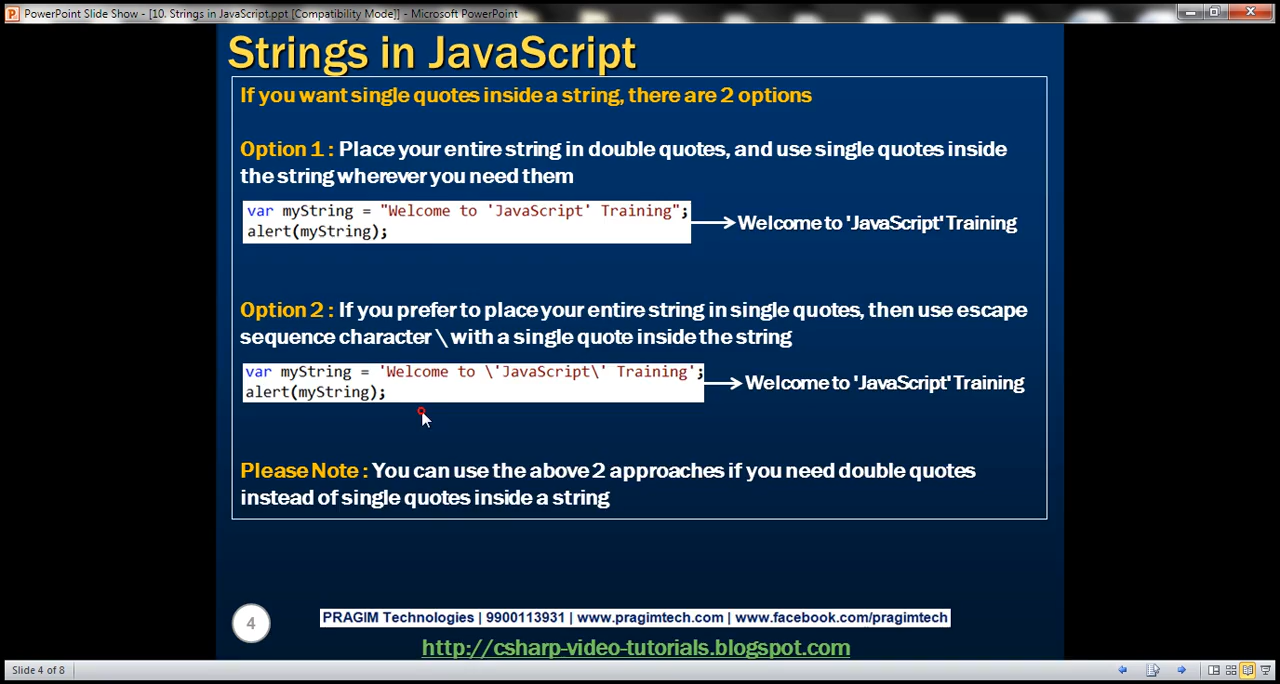 PowerPoint Slide Show - [10. Strings in JavaScript.ppt [Compatibility Mode]] - Microsoft PowerPoint
Strings in JavaScript
If you want single quotes inside a string, there are 2 options
Option 1 : Place your entire string in double quotes, and use single quotes inside
the string wherever you need them
var myString = "Welcome to 'JavaScript' Training";
alert(myString);
Welcome to 'JavaScript' Training
Option 2 : If you prefer to place your entire string in single quotes, then use escape
sequence character \ with a single quote inside the string
var myString = 'Welcome to \'JavaScript\' Training';
alert(myString);
Welcome to 'JavaScript' Training
Please Note : You can use the above 2 approaches if you need double quotes
instead of single quotes inside a string
4
PRAGIM Technologies | 9900113931 | www.pragimtech.com | www.facebook.com/pragimtech
http://csharp-video-tutorials.blogspot.com
Slide 4 of 8